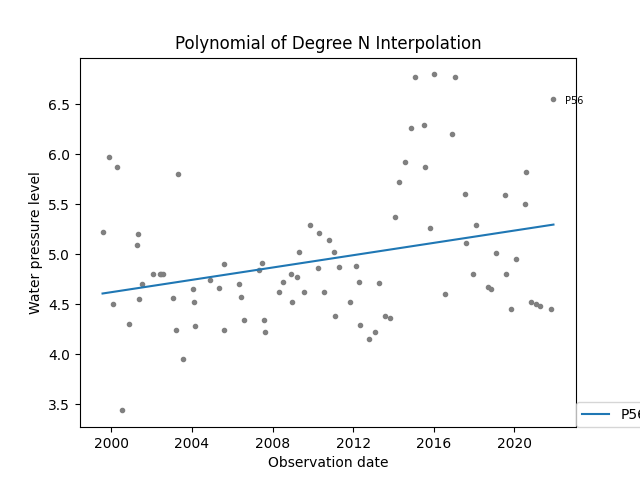 Polynomial of Degree N Interpolation
6.5
6.0
5.5
5.0
4.5
4.0
3.5
Water pressure level
P56
2000 2004 2008 2012 2016 2020
Observation date